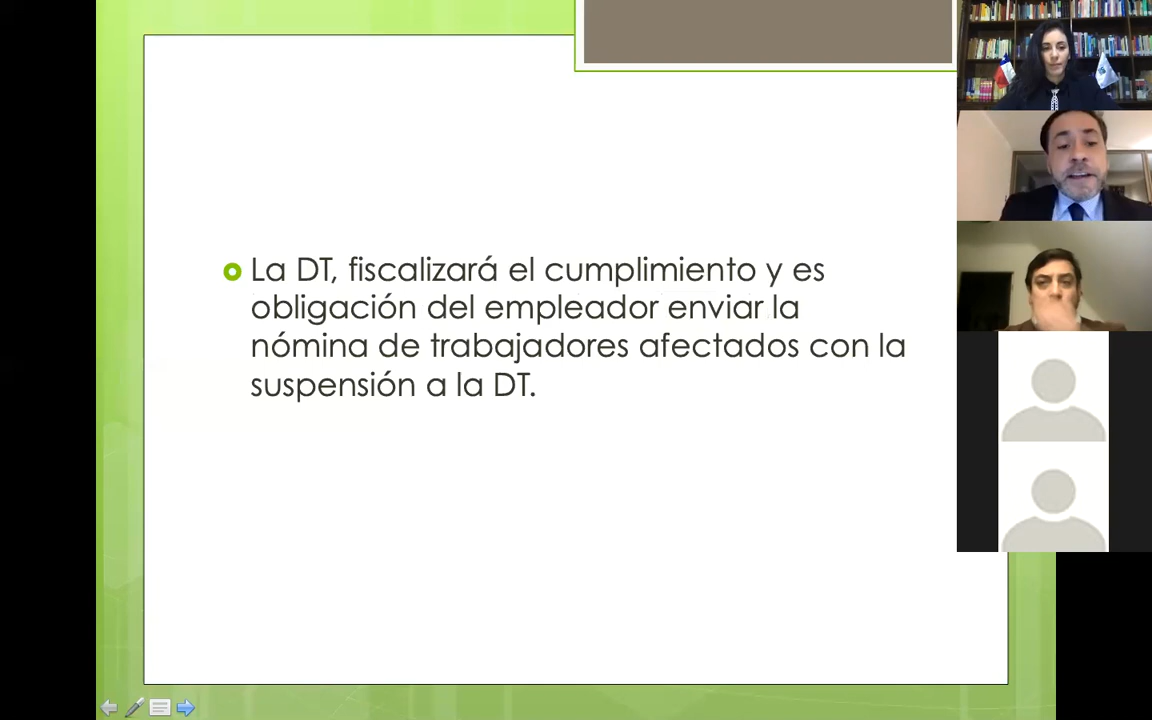 La DT, fiscalizará el cumplimiento y es
obligación del empleador enviar la
nómina de trabajadores afectados con la
suspensión a la DT.